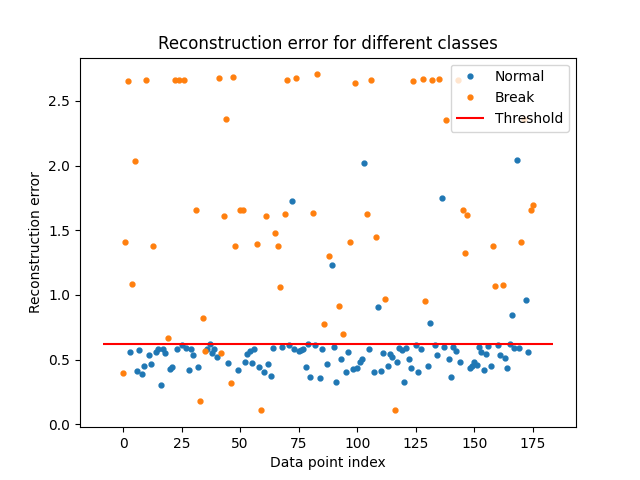 Reconstruction error for different classes
Normal
Break
Threshold
Reconstruction error
2.5
2.0
1.5
1.0
0.5
0.0
0
25
50
75
100
125
150
175
Data point index